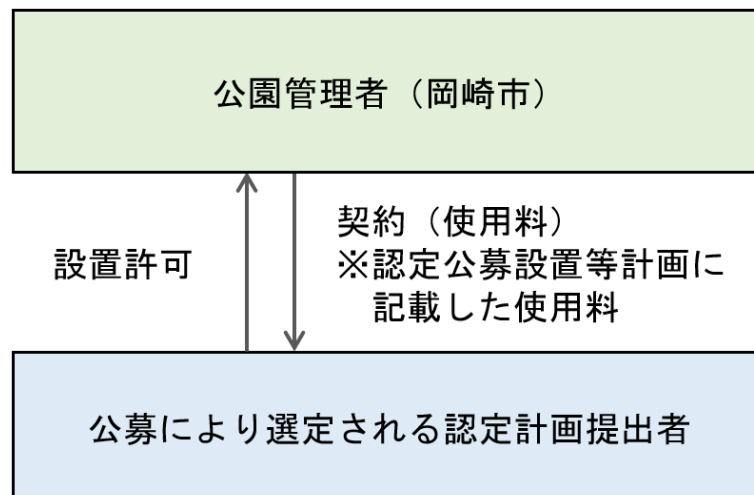 公園管理者（岡崎市）
設置許可
契約（使用料）
※認定公募設置等計画に
記載した使用料
公募により選定される認定計画提出者